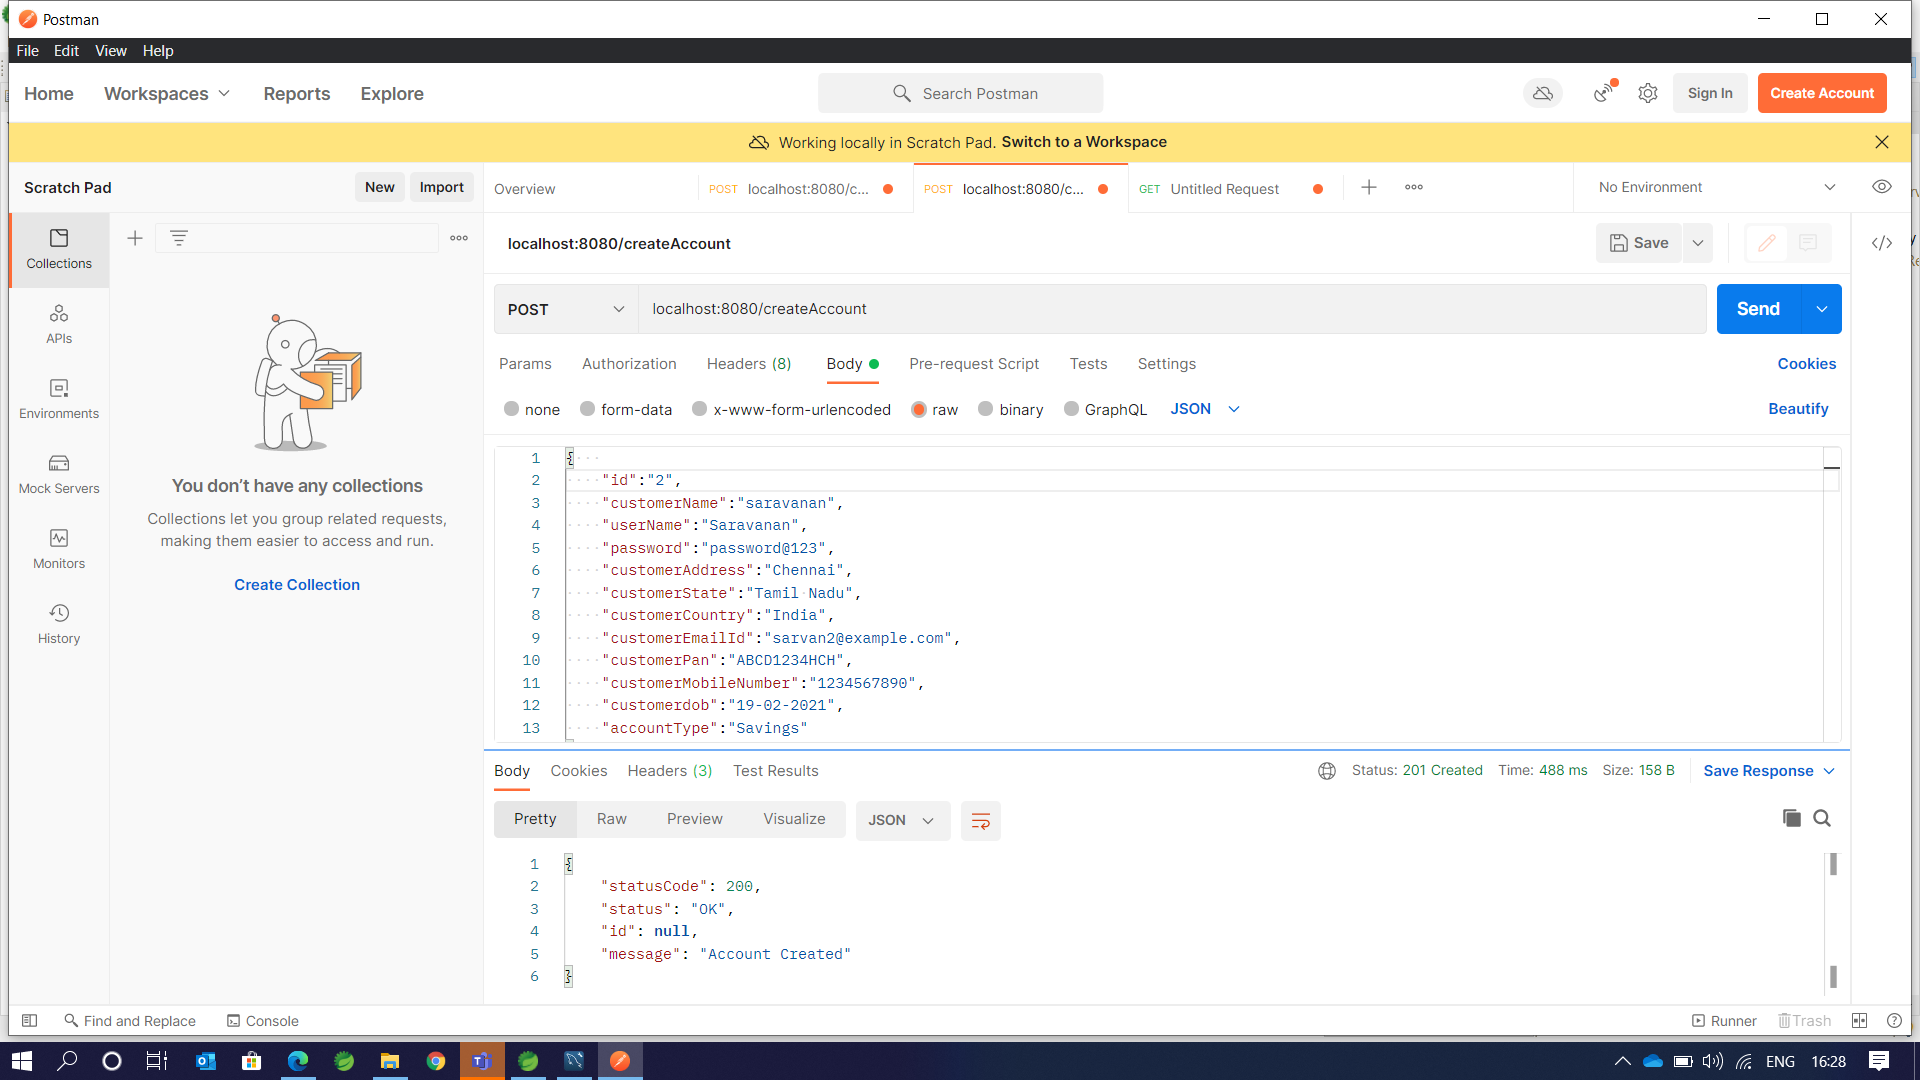 Postman
File Edit View Help
Home Workspaces Reports Explore
Search Postman
Sign In
Create Account
Working locally in Scratch Pad. Switch to a Workspace
Scratch Pad
New
Import
Overview
POST localhost:8080/c...
POST localhost:8080/c...
GET Untitled Request
No Environment
Collections
APIs
Environments
Mock Servers
Monitors
History
You don't have any collections
Collections let you group related requests,
making them easier to access and run.
Create Collection
localhost:8080/createAccount
Save
POST localhost:8080/createAccount
Send
Params Authorization Headers (8) Body Pre-request Script Tests Settings Cookies
none form-data x-www-form-urlencoded raw binary GraphQL JSON Beautify
1 {
2 "id":"2",
3 "customerName":"saravanan",
4 "userName":"Saravanan",
5 "password":"password@123",
6 "customerAddress":"Chennai",
7 "customerState":"Tamil Nadu",
8 "customerCountry":"India",
9 "customerEmailId":"sarvan2@example.com",
10 "customerPan":"ABCD1234HCH",
11 "customerMobileNumber":"1234567890",
12 "customerdob":"19-02-2021",
13 "accountType":"Savings"
Body Cookies Headers (3) Test Results Status: 201 Created Time: 488 ms Size: 158 B Save Response
Pretty Raw Preview Visualize JSON
1 {
2 "statusCode": 200,
3 "status": "OK",
4 "id": null,
5 "message": "Account Created"
6 }
Find and Replace Console Runner Trash
ENG 16:28